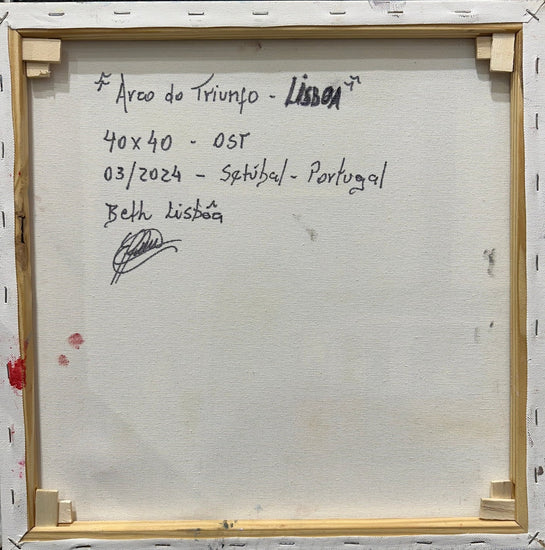 "Arco do Triunfo - LISBOA"
40x40 - OST
03/2024 - Setúbal - Portugal
Beth Lisbôa